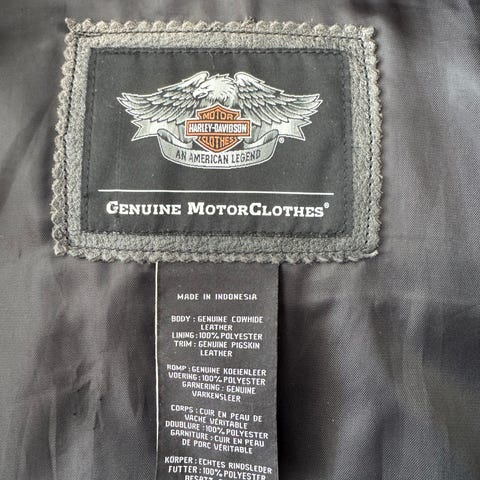 MOTOR
HARLEY-DAVIDSON
CLOTHES
®
AN AMERICAN LEGEND
GENUINE MOTORCLOTHES®
MADE IN INDONESIA
BODY : GENUINE COWHIDE
LEATHER
LINING : 100% POLYESTER
TRIM : GENUINE PIGSKIN
LEATHER
ROMP : GENUINE KOEIENLEER
VOERING : 100% POLYESTER
GARNERING : GENUINE
VARKENSLEER
CORPS : CUIR EN PEAU DE
VACHE VÉRITABLE
DOUBLURE : 100% POLYESTER
GARNITURE : CUIR EN PEAU
DE PORC VÉRITABLE
KÖRPER : ECHTES RINDSLEDER
FUTTER : 100% POLYESTER